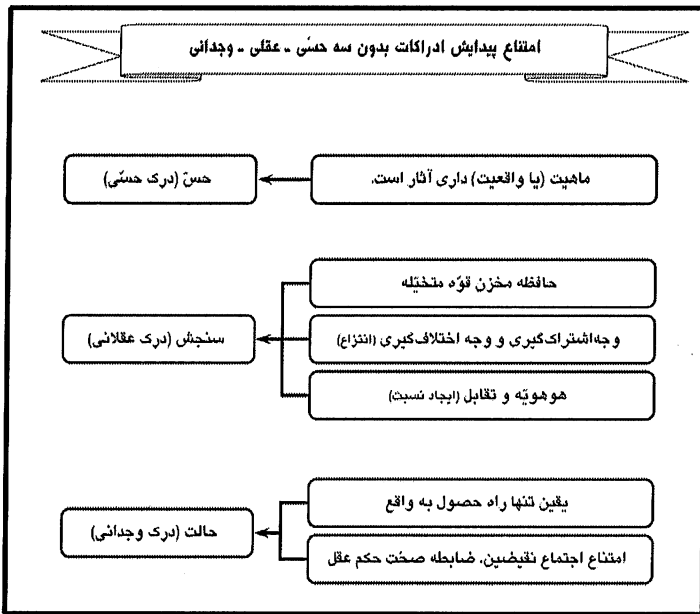 امتناع پیدایش ادراکات بدون سه حسّی - عقلی - وجدانی
ماهیت (یا واقعیت) داری آثار است.
حسّ (درک حسّی)
حافظه مخزن قوّه متخیّله
وجه‌اشتراک‌گیری و وجه اختلاف‌گیری (انتزاع)
سنجش (درک عقلانی)
هوهویّه و تقابل (ایجاد نسبت)
یقین تنها راه حصول به واقع
حالت (درک وجدانی)
امتناع اجتماع نقیضین، ضابطه صحّت حکم عقل